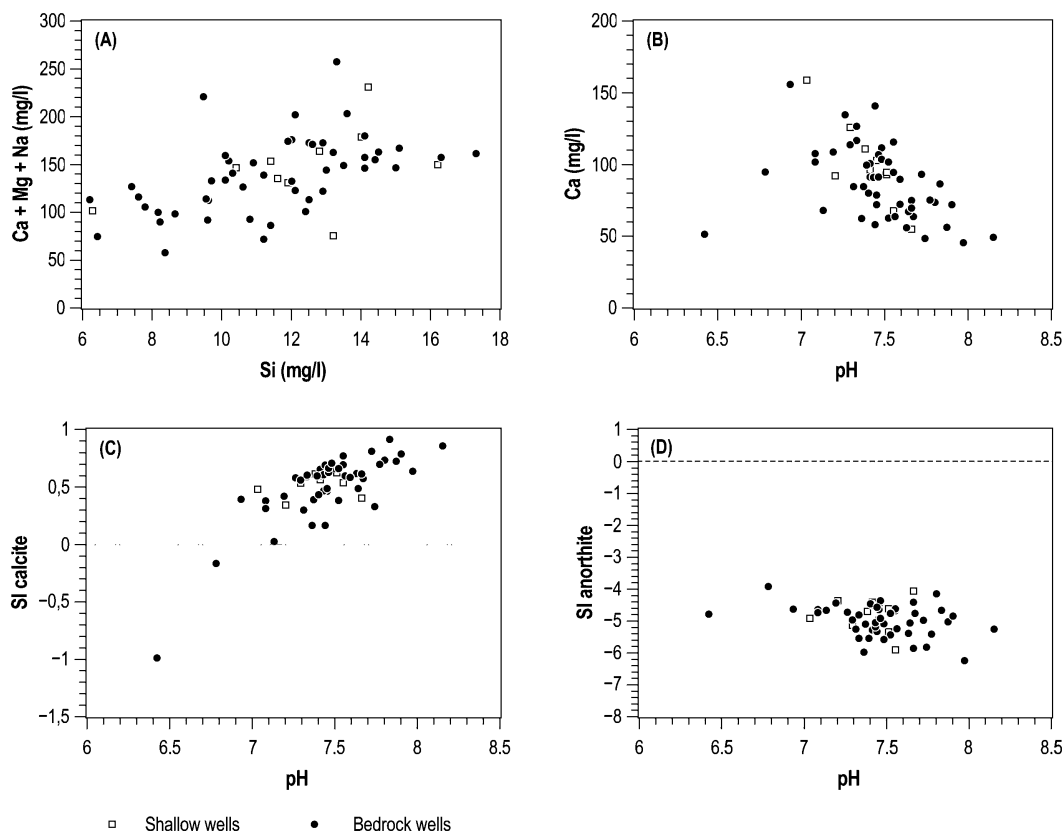 (A)
Ca + Mg + Na (mg/l)
300
250
200
150
100
50
0
6 8 10 12 14 16 18
Si (mg/l)
(B)
Ca (mg/l)
200
150
100
50
0
6 6.5 7 7.5 8 8.5
pH
(C)
SI calcite
1
0,5
0
−0,5
−1
−1,5
6 6.5 7 7.5 8 8.5
pH
(D)
SI anorthite
1
0
−1
−2
−3
−4
−5
−6
−7
−8
6 6.5 7 7.5 8 8.5
pH
Shallow wells Bedrock wells